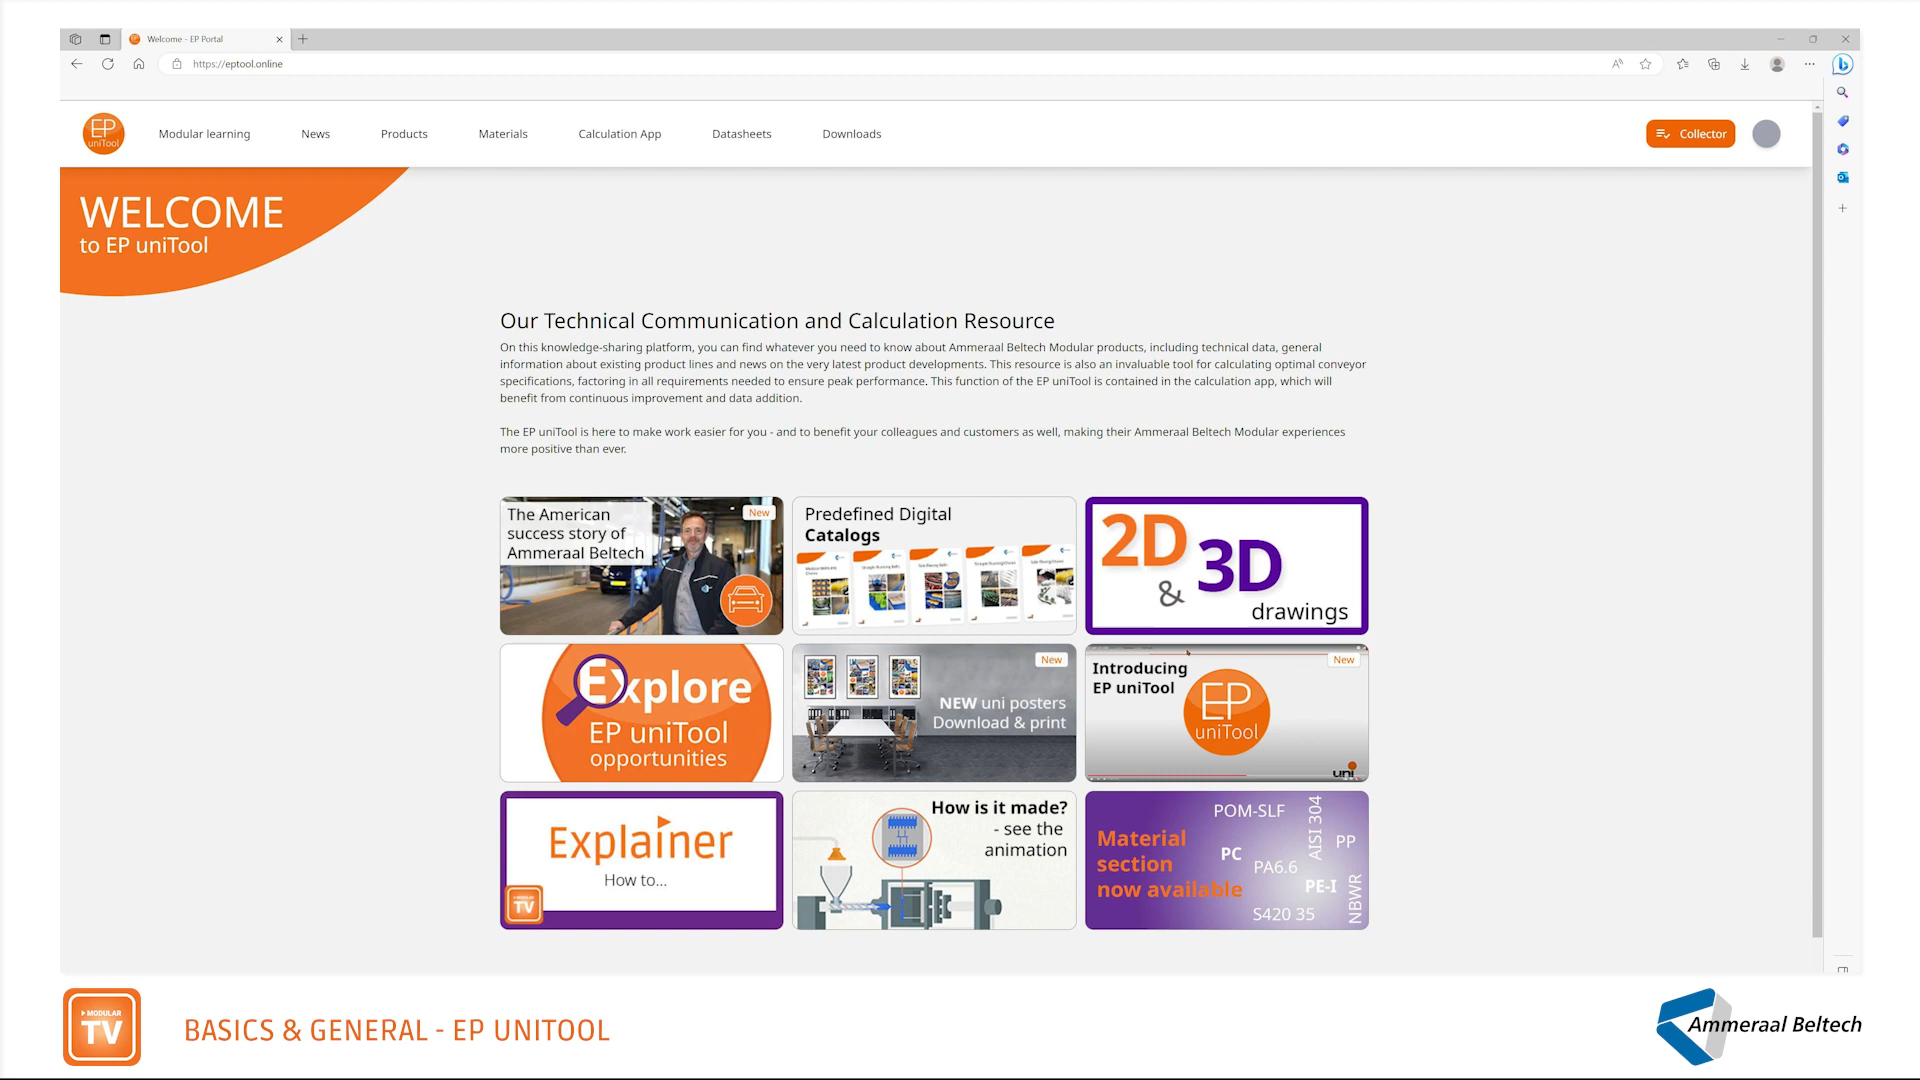 Welcome - EP Portal
https://eptool.online
EP
uniTool
Modular learning
News
Products
Materials
Calculation App
Datasheets
Downloads
Collector
WELCOME
to EP uniTool
Our Technical Communication and Calculation Resource
On this knowledge-sharing platform, you can find whatever you need to know about Ammeraal Beltech Modular products, including technical data, general
information about existing product lines and news on the very latest product developments. This resource is also an invaluable tool for calculating optimal conveyor
specifications, factoring in all requirements needed to ensure peak performance. This function of the EP uniTool is contained in the calculation app, which will
benefit from continuous improvement and data addition.
The EP uniTool is here to make work easier for you - and to benefit your colleagues and customers as well, making their Ammeraal Beltech Modular experiences
more positive than ever.
The American
success story of
Ammeraal Beltech
New
Predefined Digital
Catalogs
2D
& 3D
drawings
Explore
EP uniTool
opportunities
New
NEW uni posters
Download & print
Introducing
EP uniTool
New
EP
uniTool
uni
Explainer
How to...
TV
How is it made?
- see the
animation
Material
section
now available
POM-SLF
AISI 304
PP
PC
PA6.6
PE-I
NBWR
S420 35
MODULAR
TV
BASICS & GENERAL - EP UNITOOL
Ammeraal Beltech